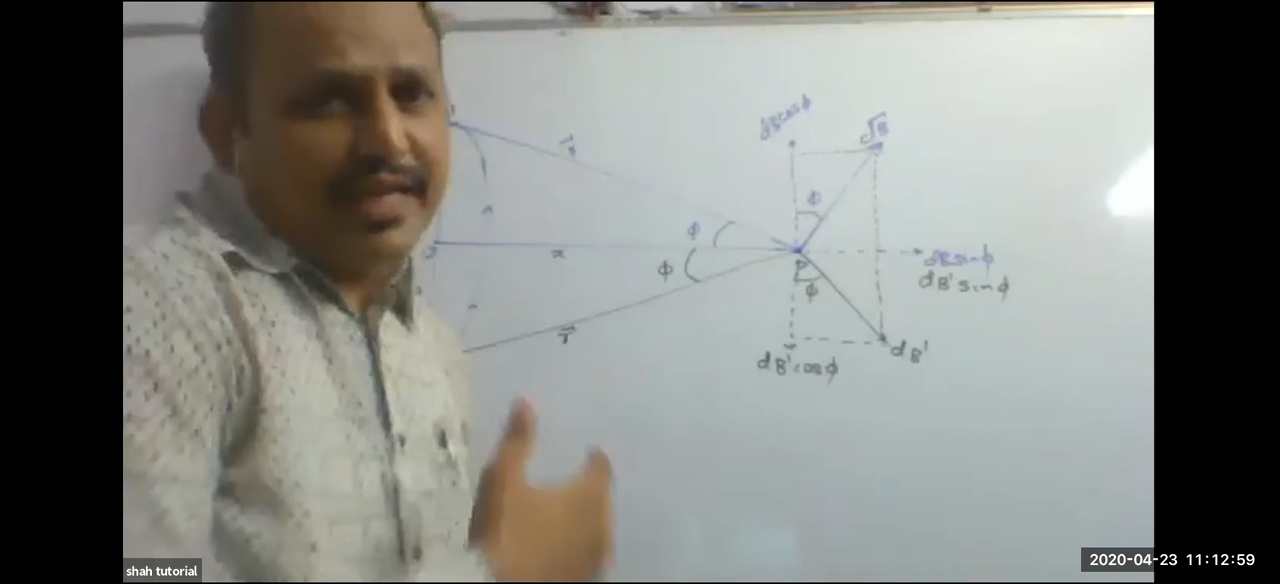 dBcosφ
dB
r
φ
φ
x
P
φ
φ
dBsinφ
dB'sinφ
r
dB'cosφ
dB'
shah tutorial
2020-04-23 11:12:59